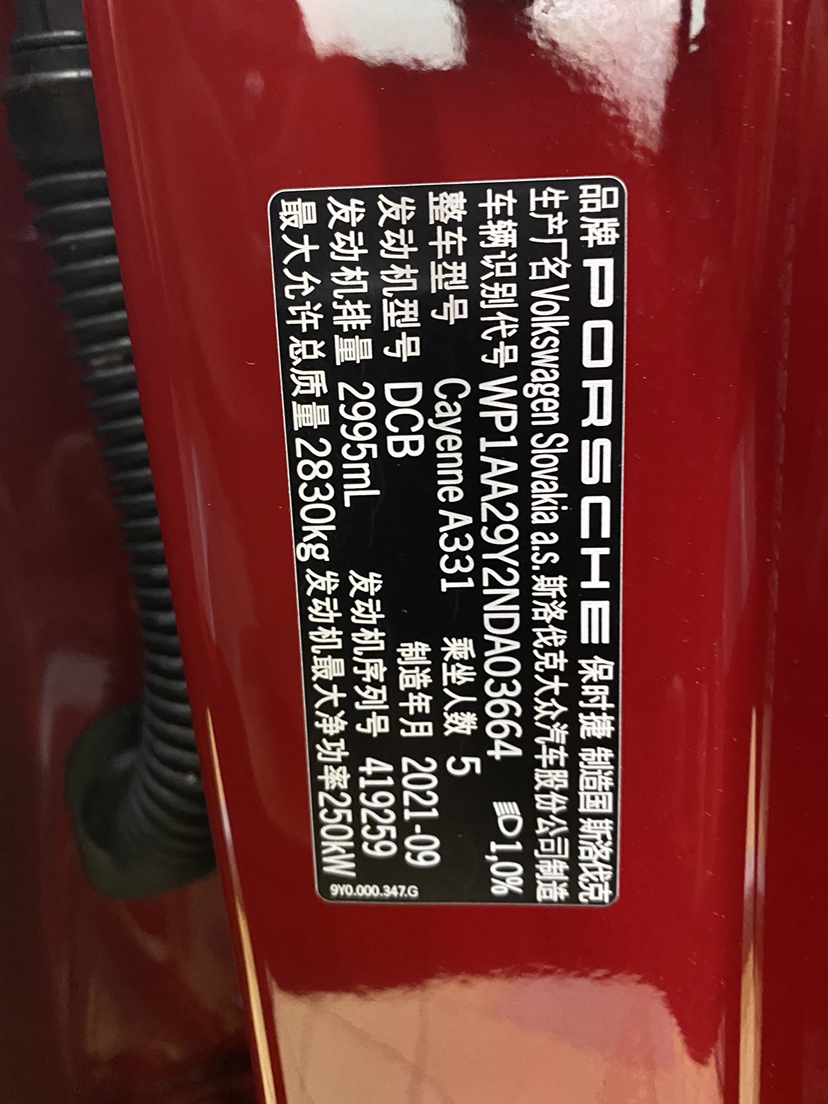 品牌 PORSCHE 保时捷 制造国 斯洛伐克
生产厂名 Volkswagen Slovakia a.s. 斯洛伐克大众汽车股份公司制造
车辆识别代号 WP1AA29Y2NDA03664 1,0%
整车型号 Cayenne A331 乘坐人数 5
发动机型号 DCB 制造年月 2021-09
发动机排量 2995mL 发动机序列号 419259
最大允许总质量 2830kg 发动机最大净功率250kW
9Y0.000.347.G